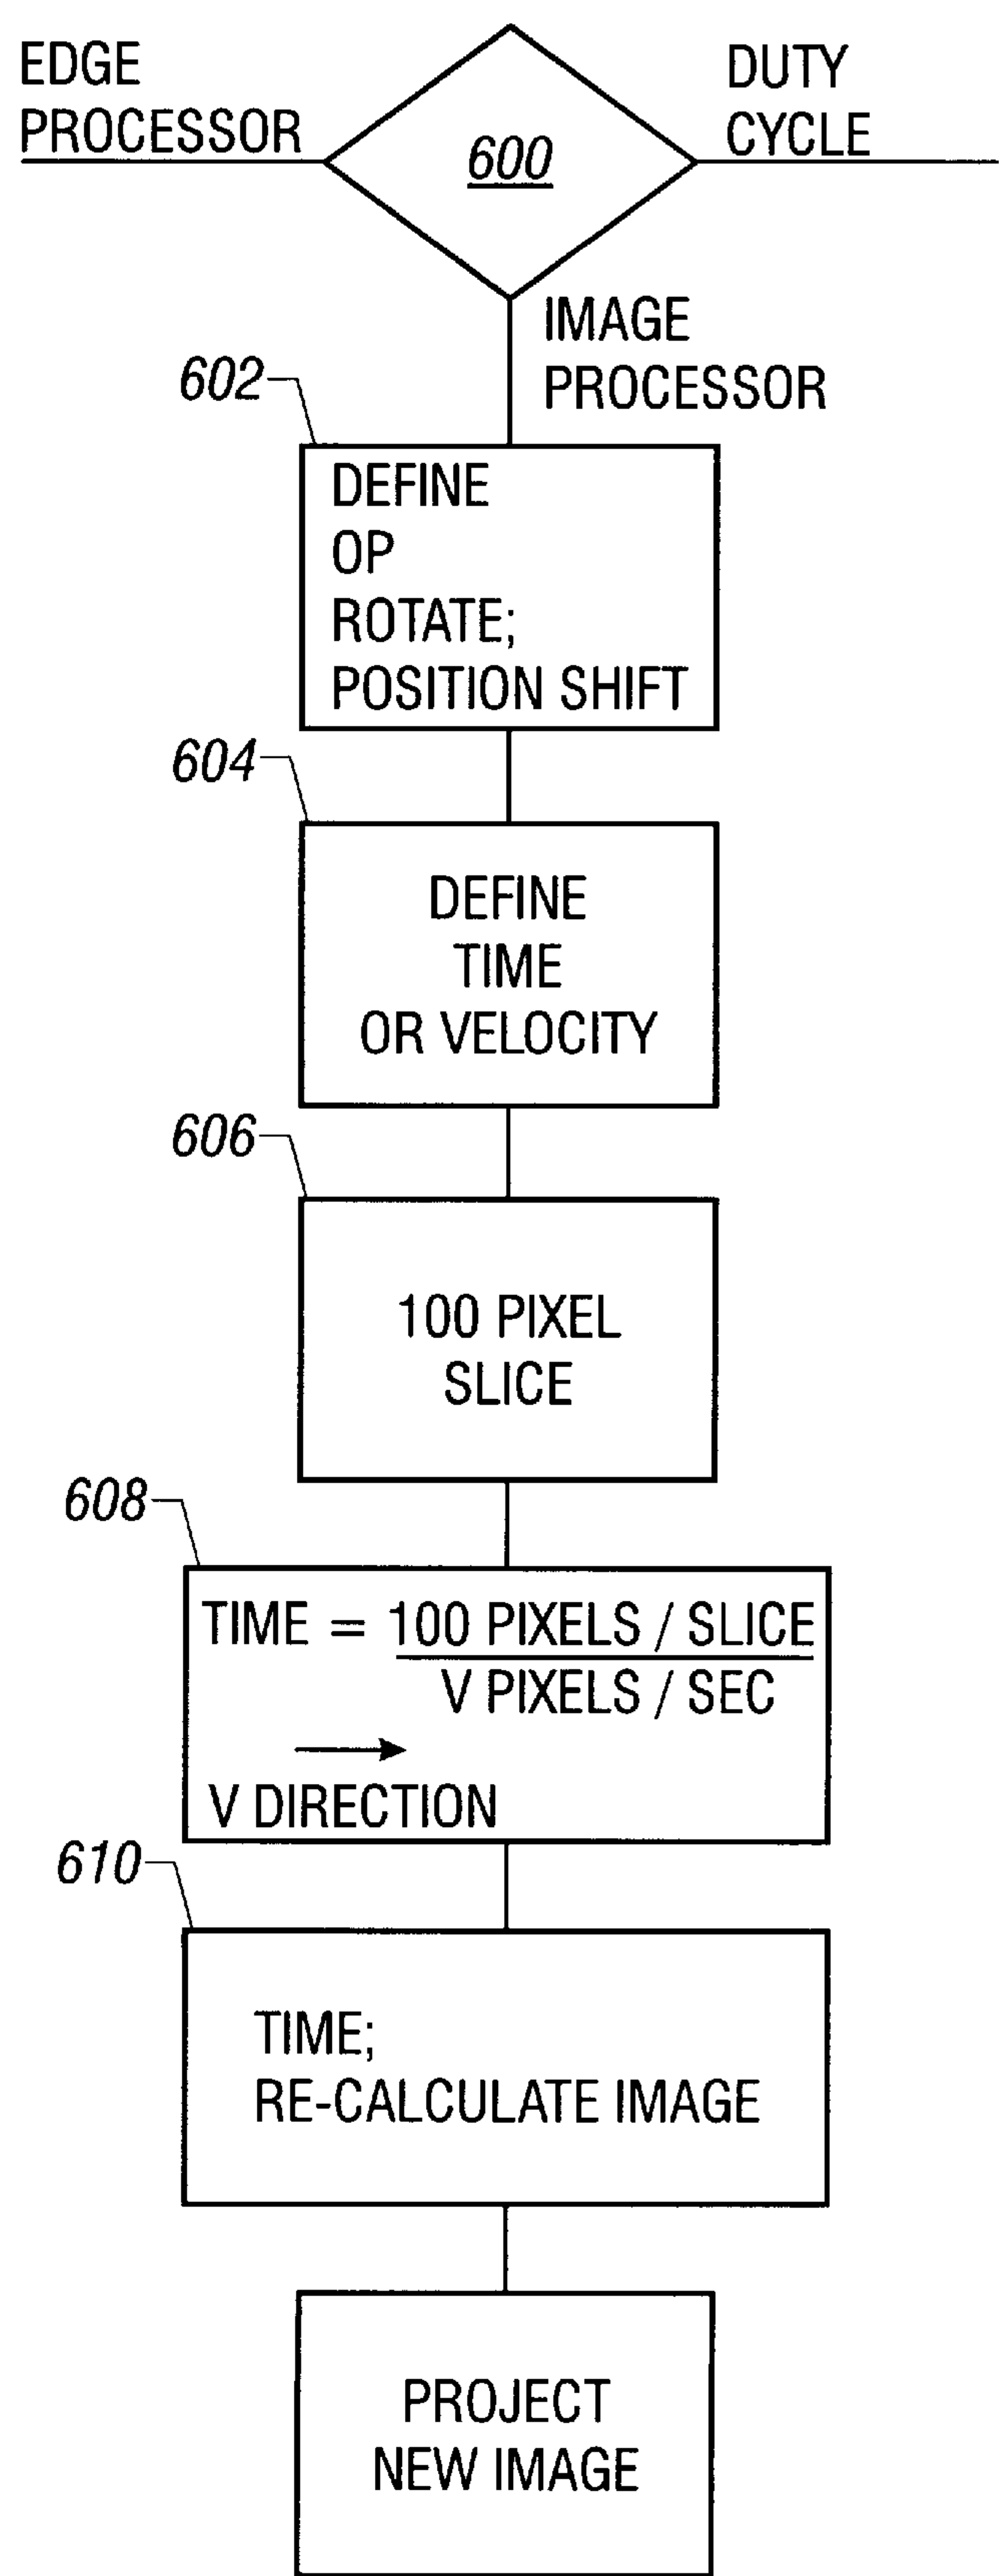 EDGE
PROCESSOR
600
DUTY
CYCLE
IMAGE
PROCESSOR
602
DEFINE
OP
ROTATE;
POSITION SHIFT
604
DEFINE
TIME
OR VELOCITY
606
100 PIXEL
SLICE
608
TIME = 100 PIXELS / SLICE
V PIXELS / SEC
V DIRECTION
610
TIME;
RE-CALCULATE IMAGE
PROJECT
NEW IMAGE